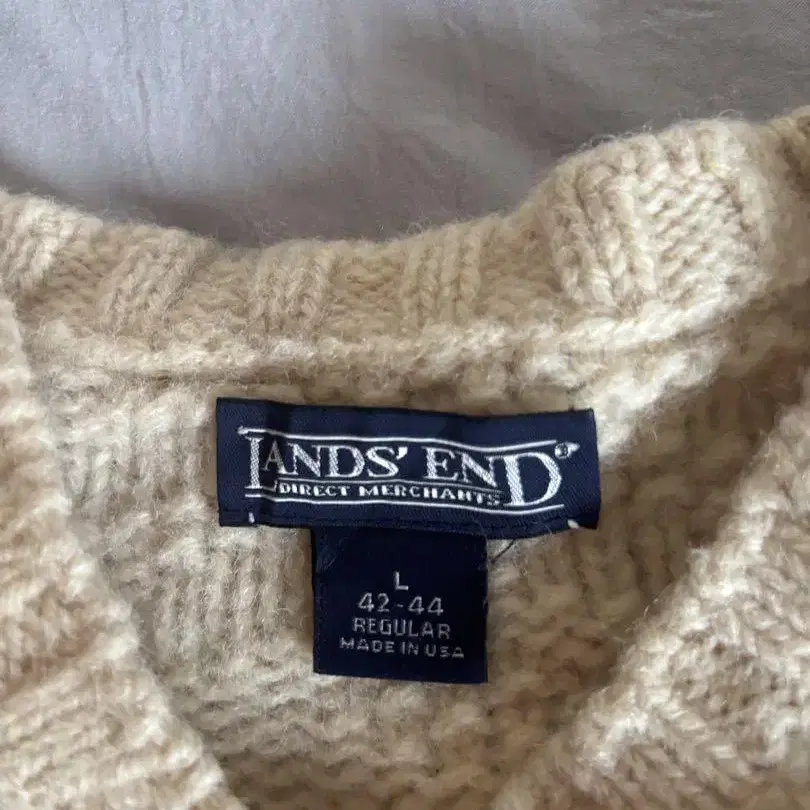 LANDS' END
DIRECT MERCHANTS
L
42-44
REGULAR
MADE IN USA